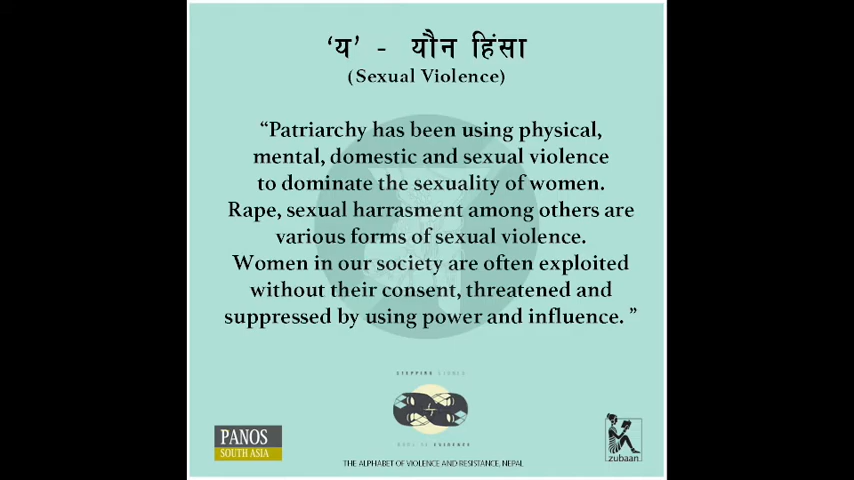 ‘य’ - यौन हिंसा
(Sexual Violence)
“Patriarchy has been using physical,
mental, domestic and sexual violence
to dominate the sexuality of women.
Rape, sexual harrasment among others are
various forms of sexual violence.
Women in our society are often exploited
without their consent, threatened and
suppressed by using power and influence. ”
STEPPING STONES
EVIDENCE
PANOS
SOUTH ASIA
zubaan
THE ALPHABET OF VIOLENCE AND RESISTANCE, NEPAL